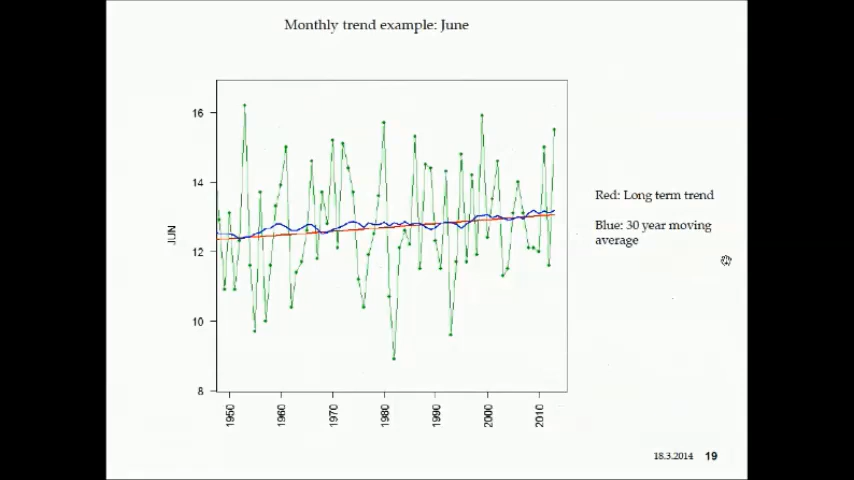 Monthly trend example: June
16
14
12
10
8
JUN
1950
1960
1970
1980
1990
2000
2010
Red: Long term trend
Blue: 30 year moving
average
18.3.2014 19